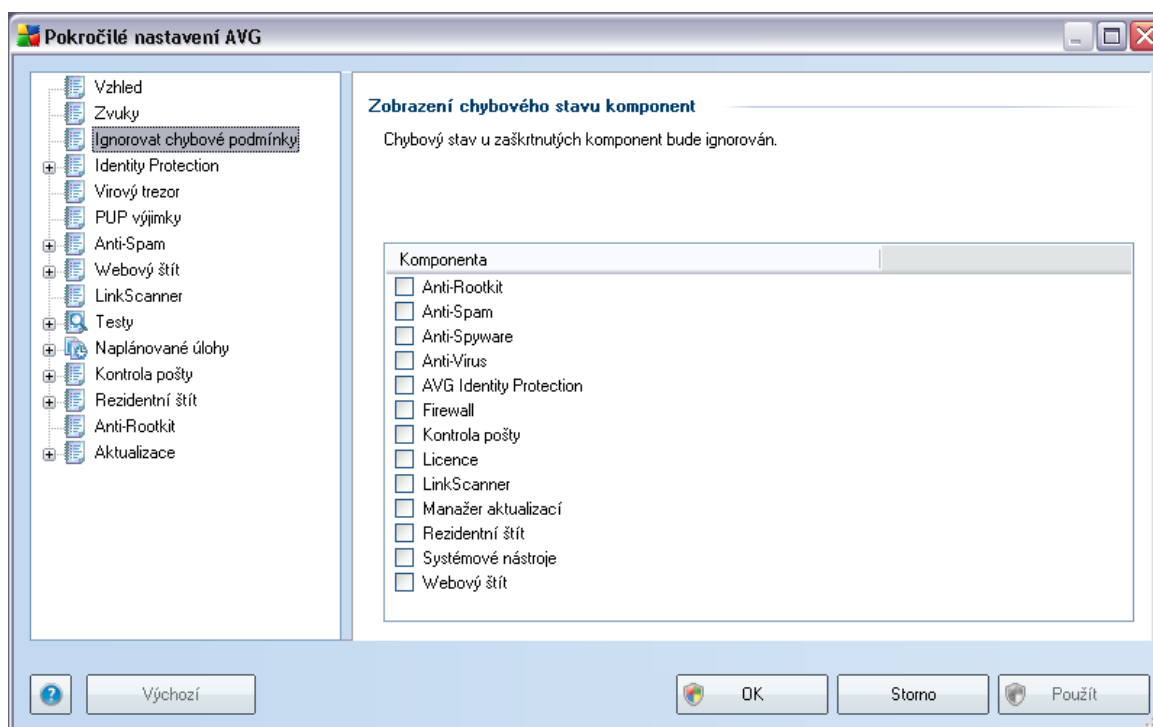 Pokročilé nastavení AVG
Vzhled
Zvuky
Ignorovat chybové podmínky
Identity Protection
Virový trezor
PUP výjimky
Anti-Spam
Webový štít
LinkScanner
Testy
Naplánované úlohy
Kontrola pošty
Rezidentní štít
Anti-Rootkit
Aktualizace
Zobrazení chybového stavu komponent
Chybový stav u zaškrtnutých komponent bude ignorován.
Komponenta
Anti-Rootkit
Anti-Spam
Anti-Spyware
Anti-Virus
AVG Identity Protection
Firewall
Kontrola pošty
Licence
LinkScanner
Manažer aktualizací
Rezidentní štít
Systémové nástroje
Webový štít
Výchozí
OK
Storno
Použít